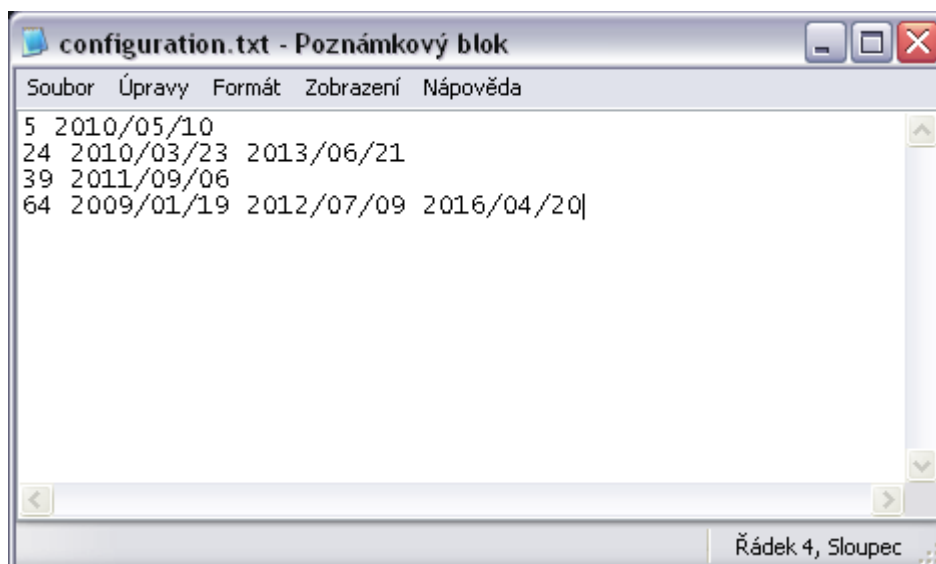 configuration.txt - Poznámkový blok
Soubor Úpravy Formát Zobrazení Nápověda
5 2010/05/10
24 2010/03/23 2013/06/21
39 2011/09/06
64 2009/01/19 2012/07/09 2016/04/20
Řádek 4, Sloupec